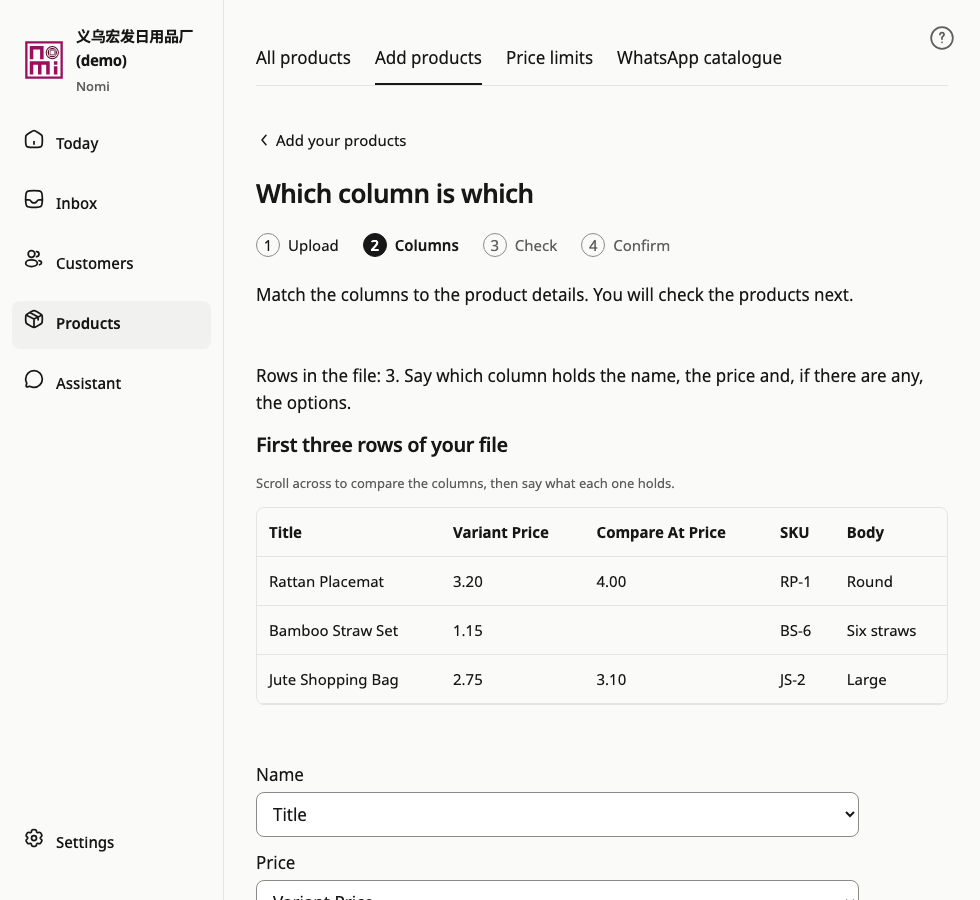 义乌宏发日用品厂
(demo)
Nomi
Today
Inbox
Customers
Products
Assistant
Settings
All products
Add products
Price limits
WhatsApp catalogue
?
Add your products
Which column is which
1 Upload
2 Columns
3 Check
4 Confirm
Match the columns to the product details. You will check the products next.
Rows in the file: 3. Say which column holds the name, the price and, if there are any,
the options.
First three rows of your file
Scroll across to compare the columns, then say what each one holds.
Title Variant Price Compare At Price SKU Body
Rattan Placemat 3.20 4.00 RP-1 Round
Bamboo Straw Set 1.15 BS-6 Six straws
Jute Shopping Bag 2.75 3.10 JS-2 Large
Name
Title
Price
Variant Price